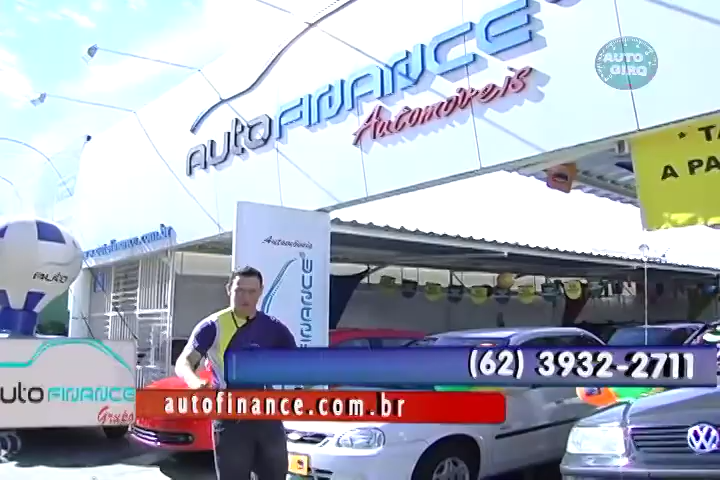 AUTO
GIRO
autoFINANCE®
Automóveis
* TA
A PA
autofinance.com.br
AUTO
Automóveis
FINANCE
(62) 3932-2711
autoFINANCE
Grupo
autofinance.com.br